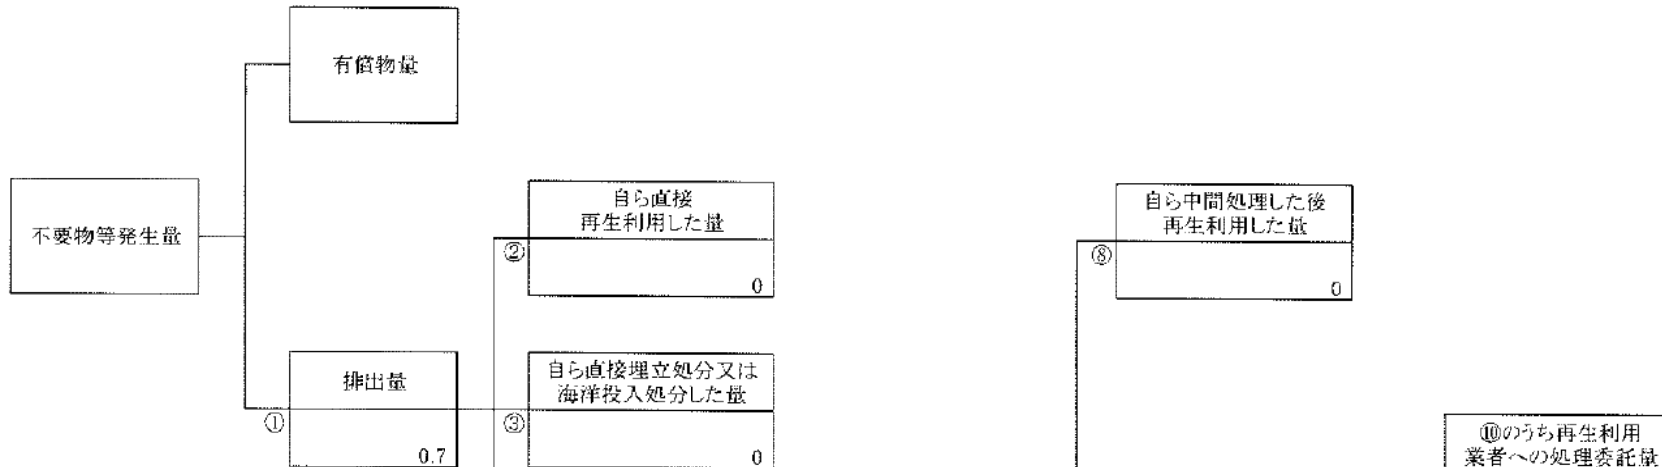 有償物量
不要物等発生量
自ら直接
再生利用した量
②
0
自ら中間処理した後
再生利用した量
⑧
0
排出量
①
0.7
自ら直接埋立処分又は
海洋投入処分した量
③
0
⑩のうち再生利用
業者への処理委託量